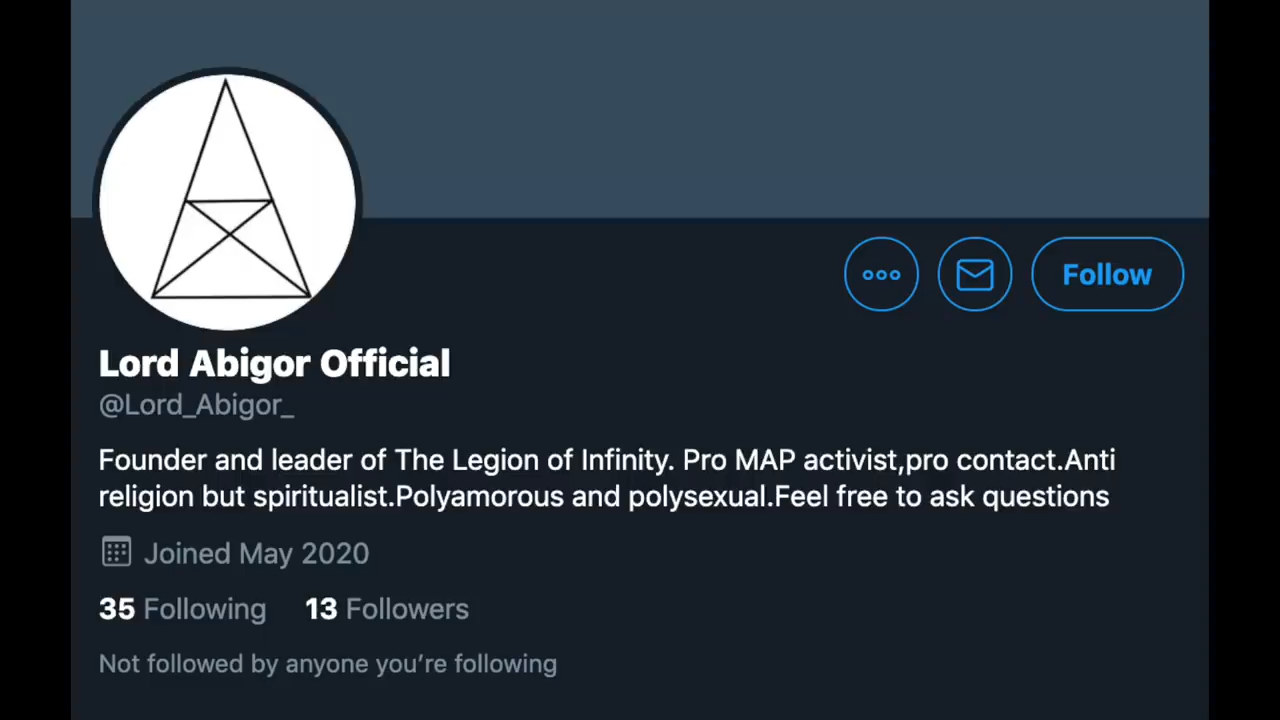 Follow
Lord Abigor Official
@Lord_Abigor_
Founder and leader of The Legion of Infinity. Pro MAP activist,pro contact.Anti
religion but spiritualist.Polyamorous and polysexual.Feel free to ask questions
Joined May 2020
35 Following 13 Followers
Not followed by anyone you’re following